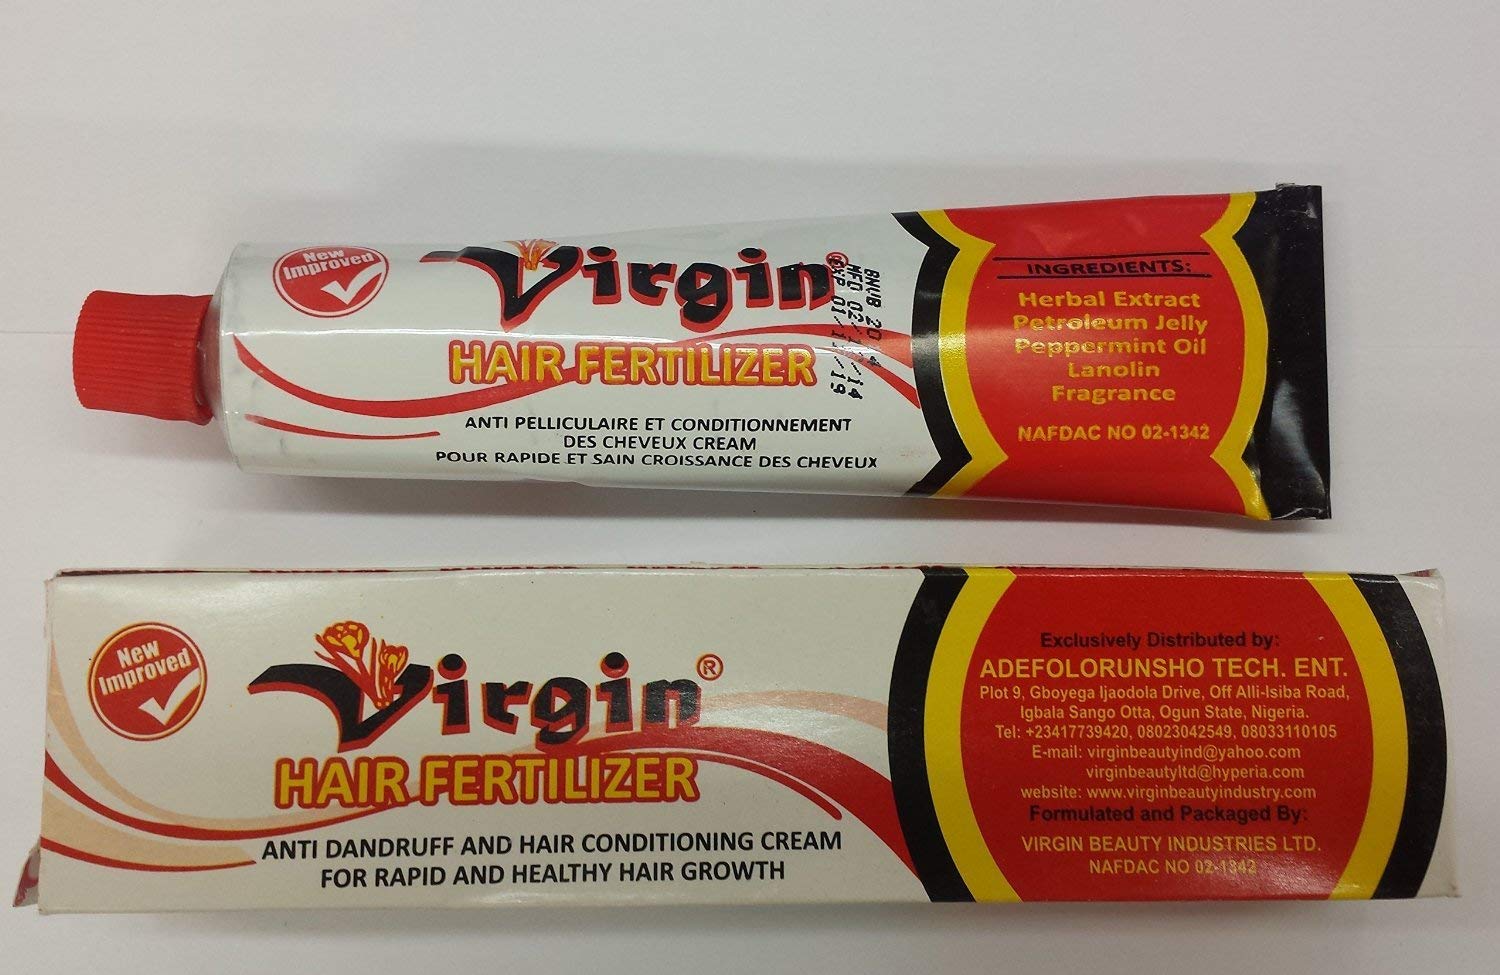 New
Improved
Virgin®
HAIR FERTILIZER
ANTI PELLICULAIRE ET CONDITIONNEMENT
DES CHEVEUX CREAM
POUR RAPIDE ET SAIN CROISSANCE DES CHEVEUX
MFD 02/
EXP 01/
INGREDIENTS:
Herbal Extract
Petroleum Jelly
Peppermint Oil
Lanolin
Fragrance
NAFDAC NO 02-1342
New
Improved
Virgin®
HAIR FERTILIZER
ANTI DANDRUFF AND HAIR CONDITIONING CREAM
FOR RAPID AND HEALTHY HAIR GROWTH
Exclusively Distributed by:
ADEFOLORUNSHO TECH. ENT.
Plot 9, Gboyega Ijaodola Drive, Off Alli-Isiba Road,
Igbala Sango Otta, Ogun State, Nigeria.
Tel: +23417739420, 08023042549, 08033110105
E-mail: virginbeautyind@yahoo.com
virginbeautyltd@hyperia.com
website: www.virginbeautyindustry.com
Formulated and Packaged By:
VIRGIN BEAUTY INDUSTRIES LTD.
NAFDAC NO 02-1342